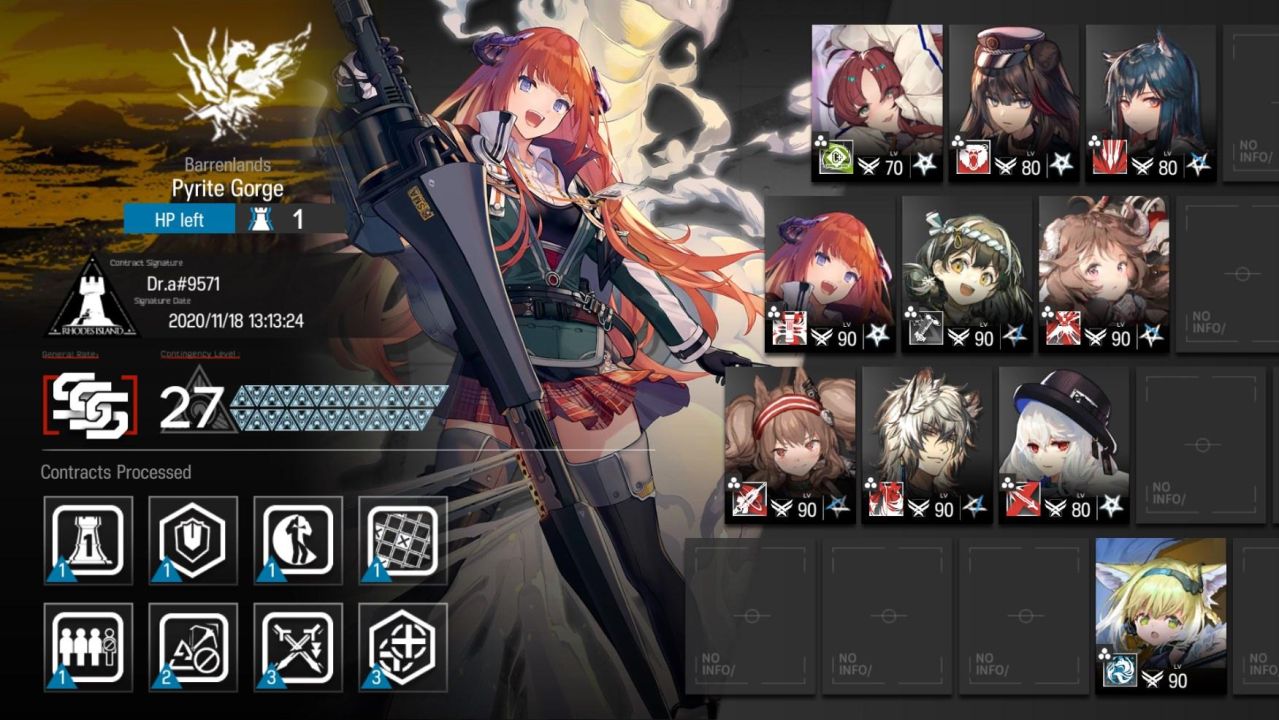 Barrenlands
Pyrite Gorge
HP left 1
Contract Signature
Dr.a#9571
Signature Date
2020/11/18 13:13:24
RHODES ISLAND
General Rate:
Contingency Level:
27
Contracts Processed
1
1
1
1
1
1
2
3
3
LV
70
LV
80
LV
80
NO
INFO/
LV
90
LV
90
LV
90
NO
INFO/
LV
90
LV
90
LV
80
NO
INFO/
NO
INFO/
NO
INFO/
NO
INFO/
LV
90
NO
INFO/